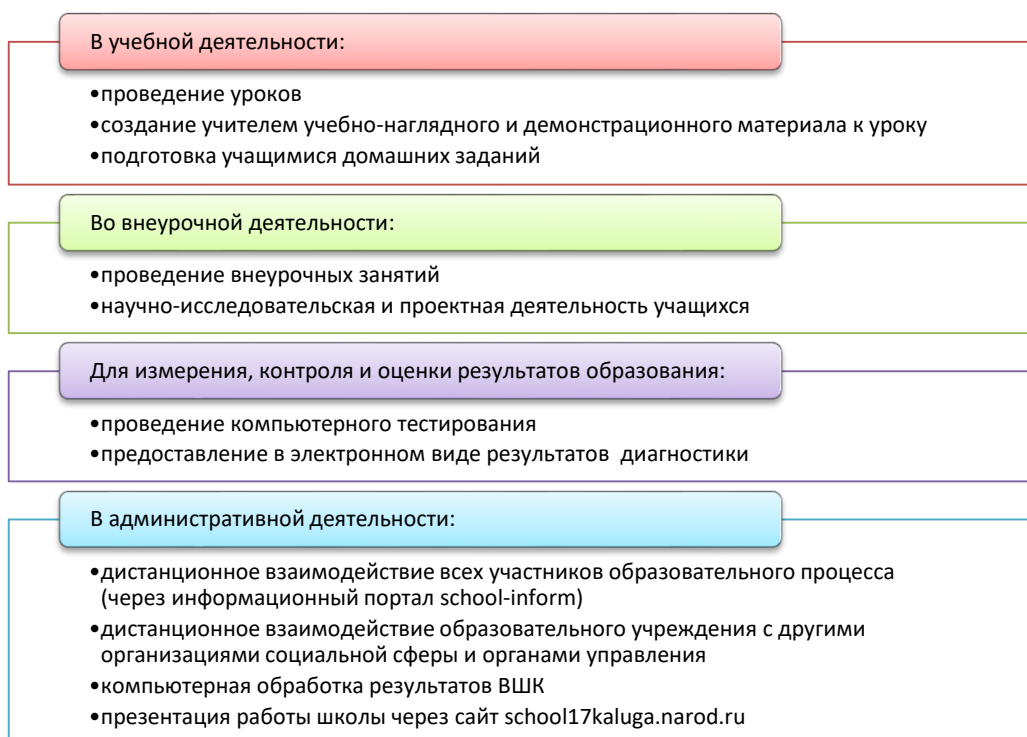 В учебной деятельности:
•проведение уроков
•создание учителем учебно-наглядного и демонстрационного материала к уроку
•подготовка учащимися домашних заданий
Во внеурочной деятельности:
•проведение внеурочных занятий
•научно-исследовательская и проектная деятельность учащихся
Для измерения, контроля и оценки результатов образования:
•проведение компьютерного тестирования
•предоставление в электронном виде результатов диагностики
В административной деятельности:
•дистанционное взаимодействие всех участников образовательного процесса
(через информационный портал school-inform)
•дистанционное взаимодействие образовательного учреждения с другими
организациями социальной сферы и органами управления
•компьютерная обработка результатов ВШК
•презентация работы школы через сайт school17kaluga.narod.ru